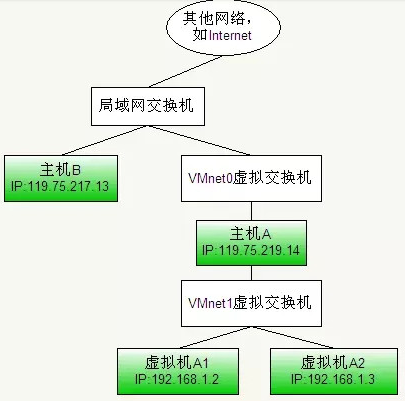 其他网络，
如Internet
局域网交换机
主机B
IP:119.75.217.13
VMnet0虚拟交换机
主机A
IP:119.75.219.14
VMnet1虚拟交换机
虚拟机A1
IP:192.168.1.2
虚拟机A2
IP:192.168.1.3